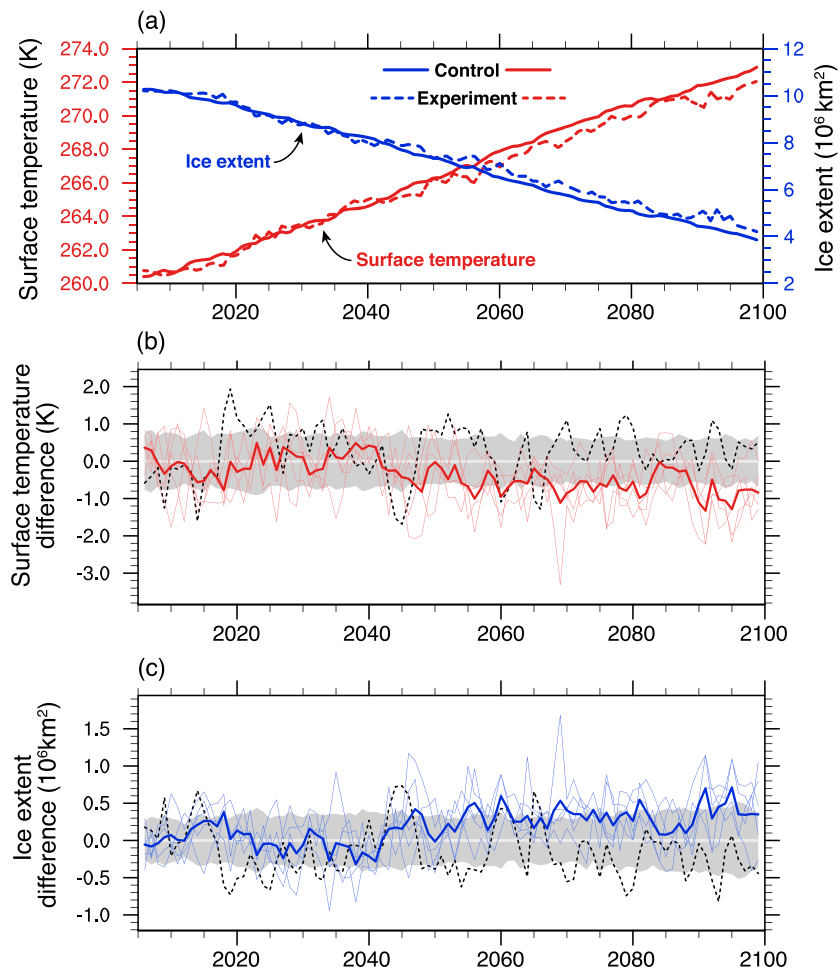 (a)
Surface temperature (K)
274.0
272.0
270.0
268.0
266.0
264.0
262.0
260.0
Control
Experiment
Ice extent
Surface temperature
12
10
8
6
4
2
Ice extent (10⁶ km²)
2020 2040 2060 2080 2100
(b)
Surface temperature
difference (K)
2.0
1.0
0.0
-1.0
-2.0
-3.0
2020 2040 2060 2080 2100
(c)
Ice extent
difference (10⁶km²)
1.5
1.0
0.5
0.0
-0.5
-1.0
2020 2040 2060 2080 2100